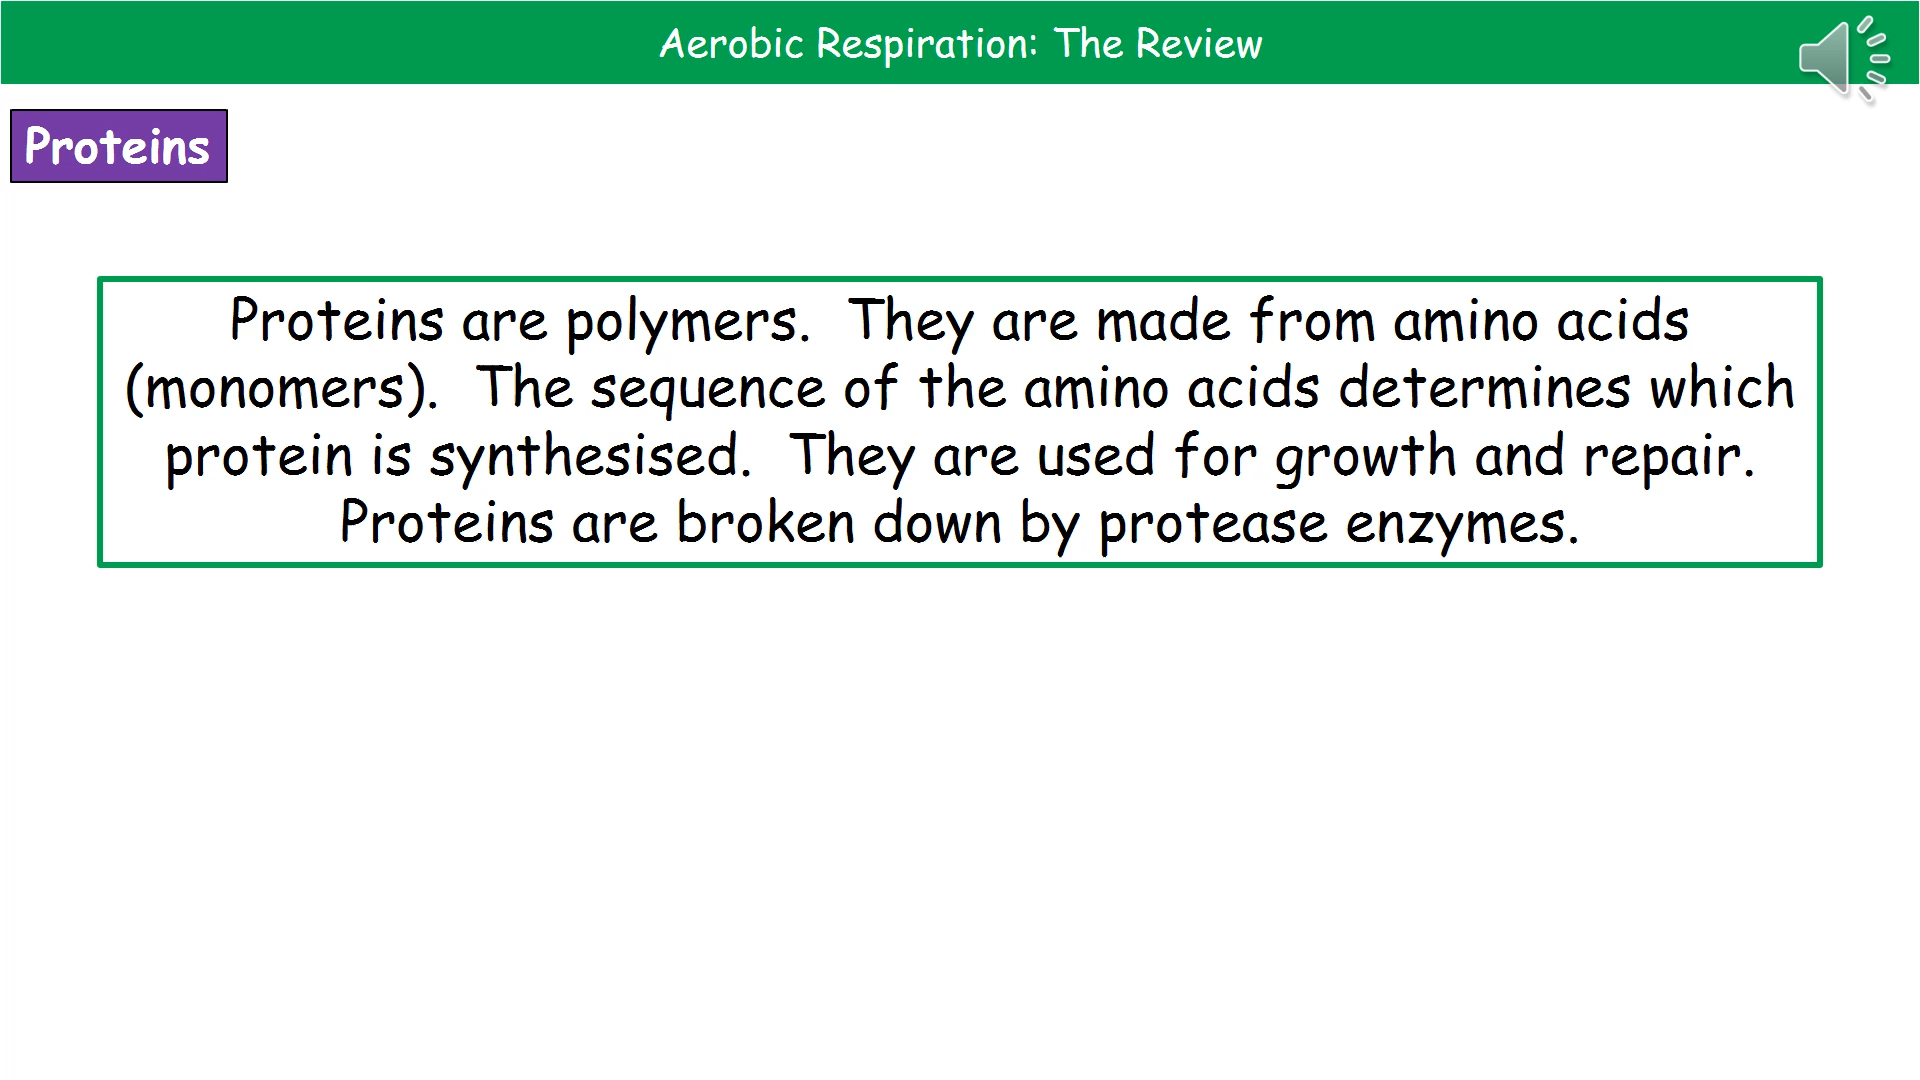 Aerobic Respiration: The Review
Proteins
Proteins are polymers.  They are made from amino acids
(monomers).  The sequence of the amino acids determines which
protein is synthesised.  They are used for growth and repair.
Proteins are broken down by protease enzymes.